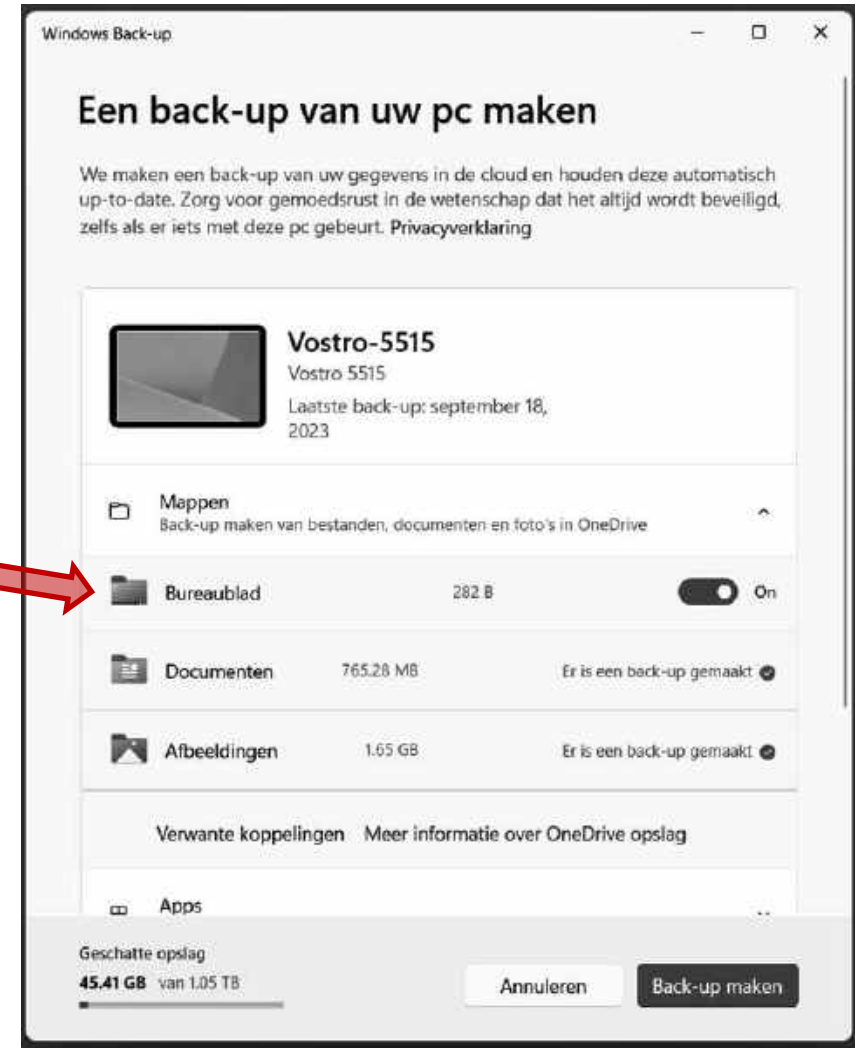 Windows Back-up
Een back-up van uw pc maken
We maken een back-up van uw gegevens in de cloud en houden deze automatisch
up-to-date. Zorg voor gemoedsrust in de wetenschap dat het altijd wordt beveiligd,
zelfs als er iets met deze pc gebeurt. Privacyverklaring
Vostro-5515
Vostro 5515
Laatste back-up: september 18,
2023
Mappen
Back-up maken van bestanden, documenten en foto's in OneDrive
Bureaublad 282 B On
Documenten 765.28 MB Er is een back-up gemaakt
Afbeeldingen 1.65 GB Er is een back-up gemaakt
Verwante koppelingen Meer informatie over OneDrive opslag
Apps
Geschatte opslag
45.41 GB van 1.05 TB
Annuleren Back-up maken